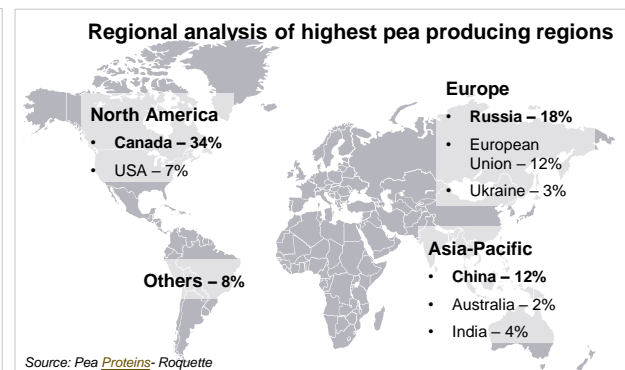 Regional analysis of highest pea producing regions
North America
• Canada – 34%
• USA – 7%
Europe
• Russia – 18%
• European
Union – 12%
• Ukraine – 3%
Others – 8%
Asia-Pacific
• China – 12%
• Australia – 2%
• India – 4%
Source: Pea Proteins- Roquette